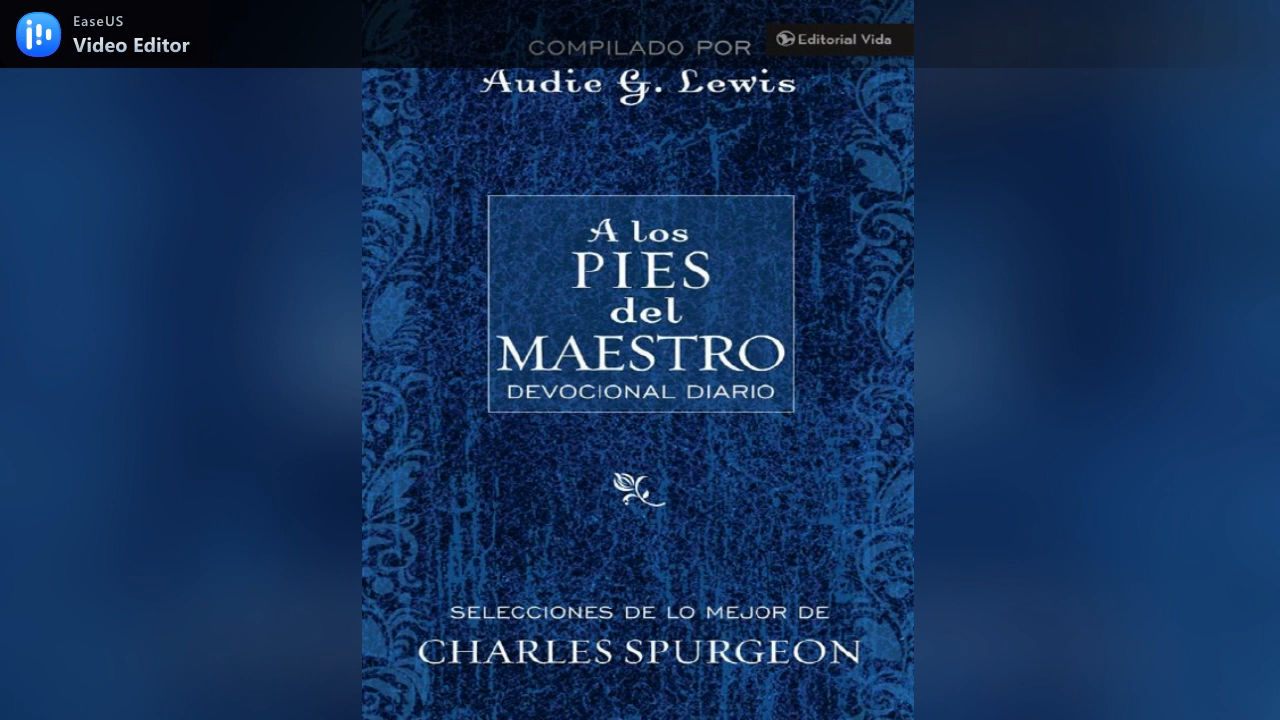 EaseUS
Video Editor
COMPILADO POR
Editorial Vida
Audie G. Lewis
A los
PIES
del
MAESTRO
DEVOCIONAL DIARIO
SELECCIONES DE LO MEJOR DE
CHARLES SPURGEON